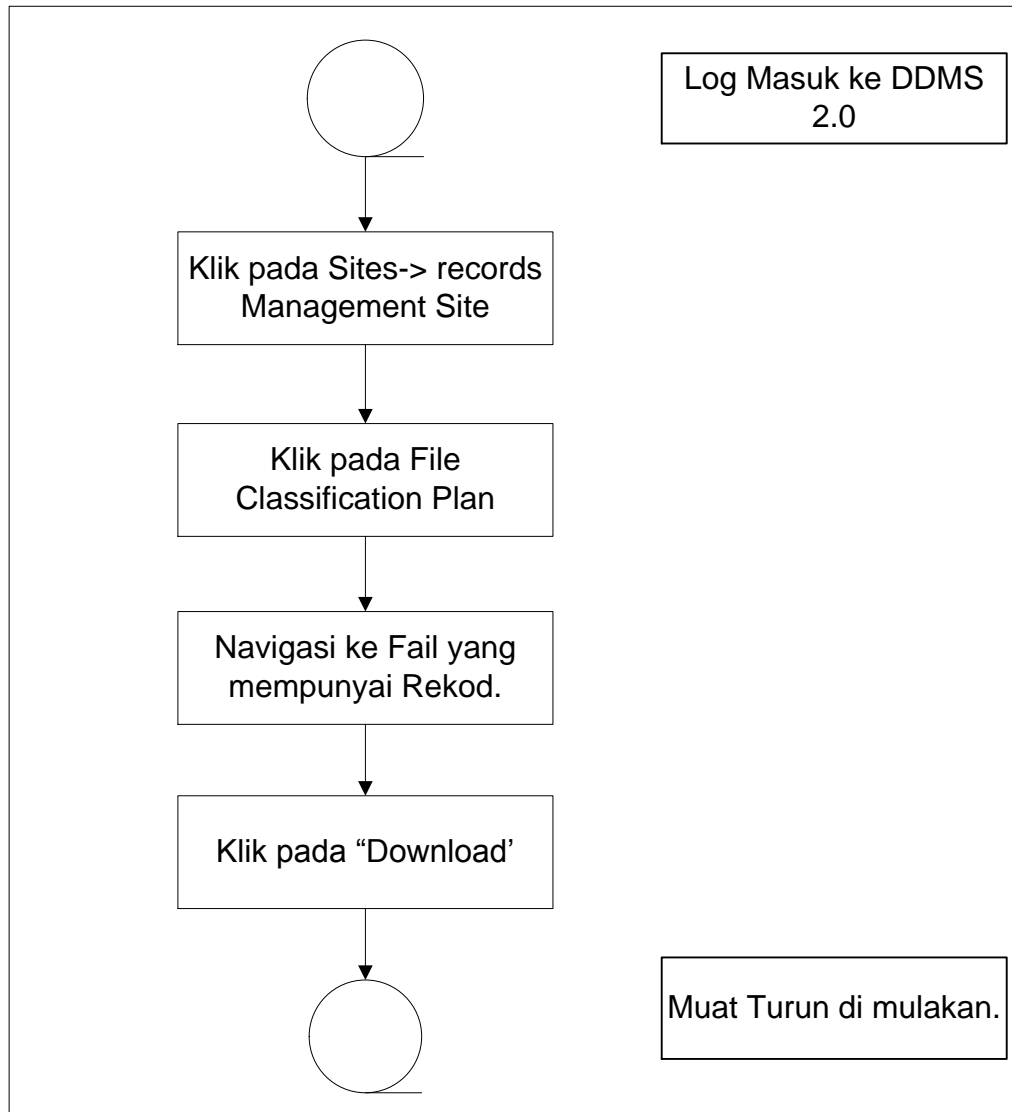 Log Masuk ke DDMS
2.0
Klik pada Sites-> records
Management Site
Klik pada File
Classification Plan
Navigasi ke Fail yang
mempunyai Rekod.
Klik pada “Download’
Muat Turun di mulakan.